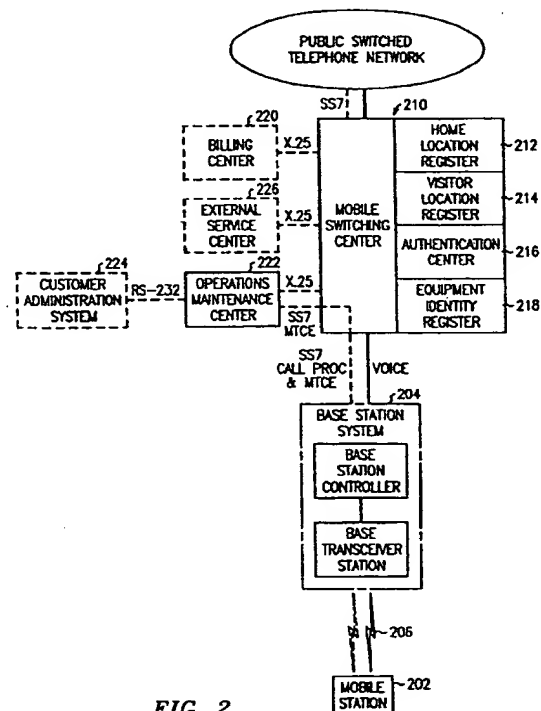 PUBLIC SWITCHED
TELEPHONE NETWORK
SS7
210
220
BILLING
CENTER
X.25
HOME
LOCATION
REGISTER
212
226
EXTERNAL
SERVICE
CENTER
X.25
MOBILE
SWITCHING
CENTER
VISITOR
LOCATION
REGISTER
214
AUTHENTICATION
CENTER
216
224
CUSTOMER
ADMINISTRATION
SYSTEM
RS-232
222
OPERATIONS
MAINTENANCE
CENTER
X.25
SS7
MTCE
EQUIPMENT
IDENTITY
REGISTER
218
SS7
CALL PROC
& MTCE
VOICE
204
BASE STATION
SYSTEM
BASE
STATION
CONTROLLER
BASE
TRANSCEIVER
STATION
206
MOBILE
STATION
202
FIG. 2